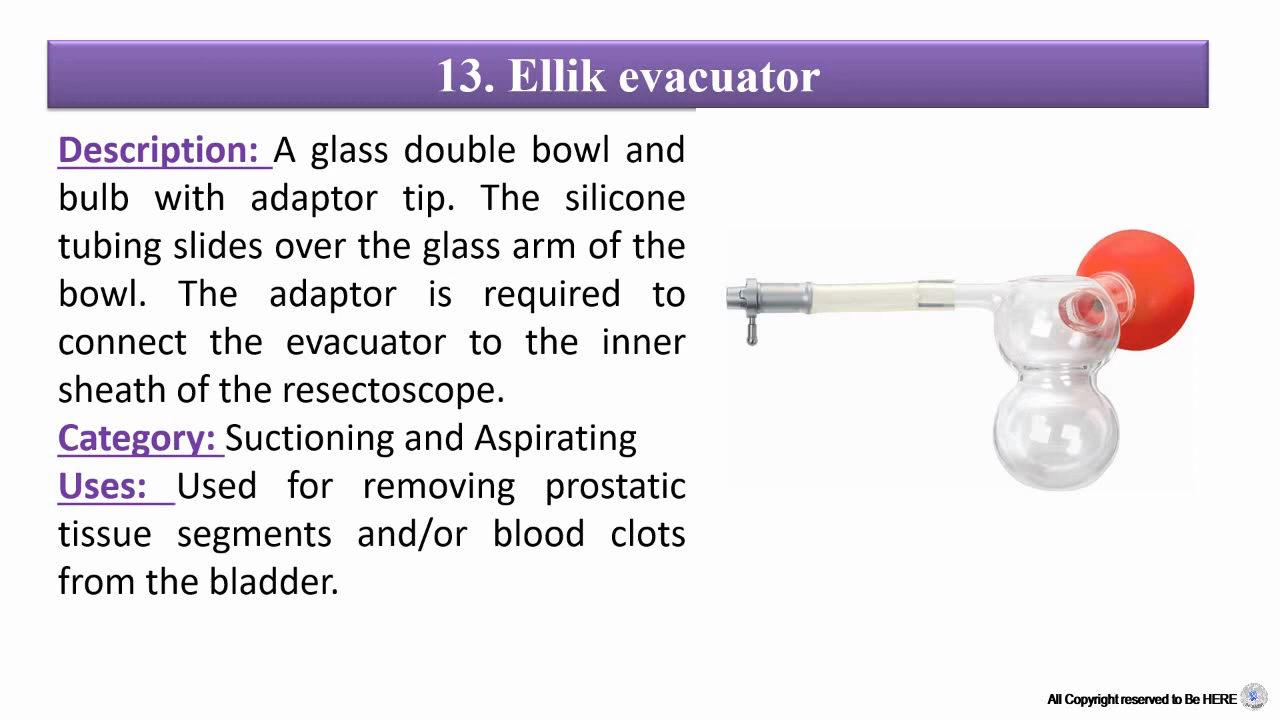 13. Ellik evacuator
Description: A glass double bowl and
bulb with adaptor tip. The silicone
tubing slides over the glass arm of the
bowl. The adaptor is required to
connect the evacuator to the inner
sheath of the resectoscope.
Category: Suctioning and Aspirating
Uses: Used for removing prostatic
tissue segments and/or blood clots
from the bladder.
All Copyright reserved to Be HERE